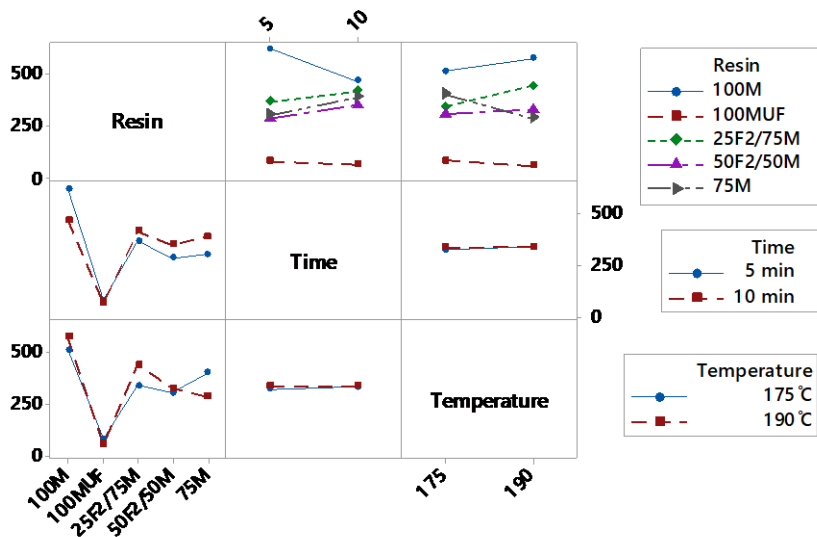 5 10
500
250
0
Resin
Resin
100M
100MUF
25F2/75M
50F2/50M
75M
Time
500
250
0
Time
5 min
10 min
500
250
0
Temperature
Temperature
175℃
190℃
100M
100MUF
25F2/75M
50F2/50M
75M
175
190